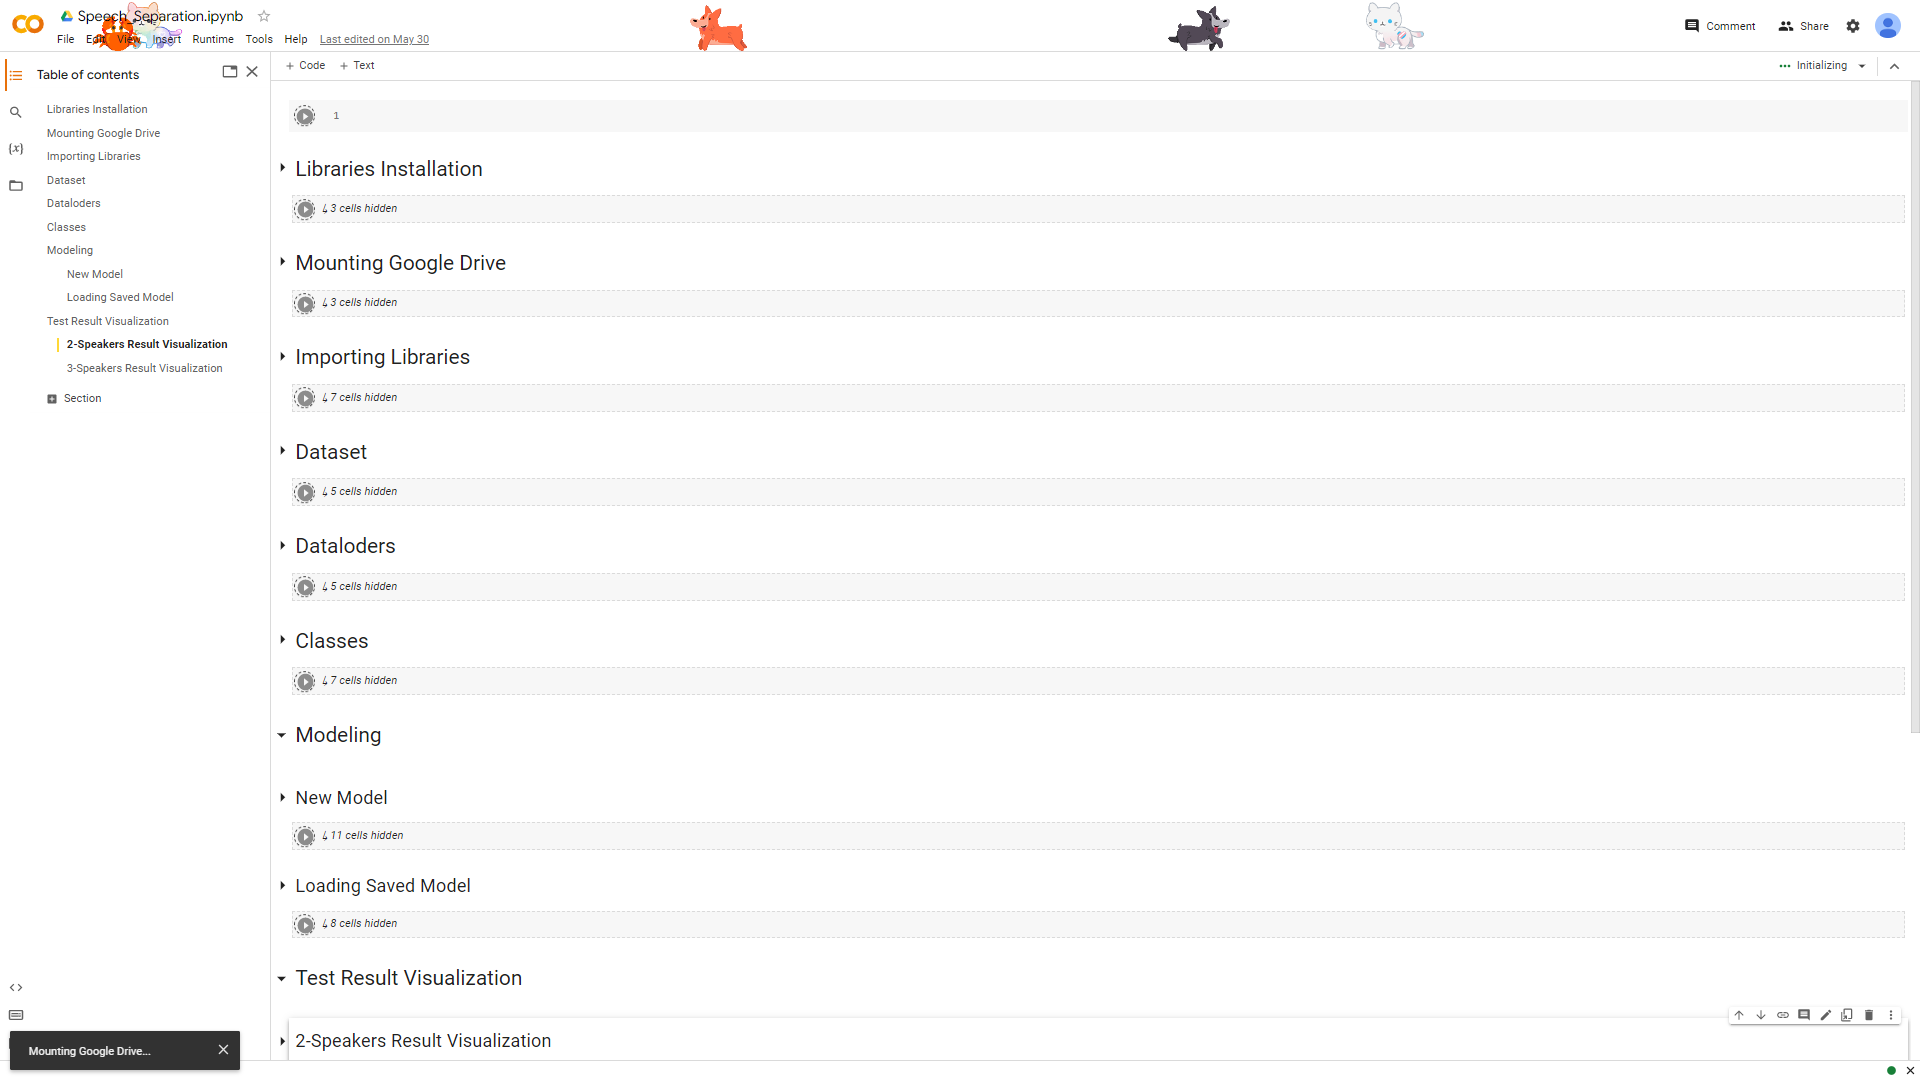 Speech_Separation.ipynb
File Edit View Insert Runtime Tools Help Last edited on May 30
Comment Share
Table of contents
Libraries Installation
Mounting Google Drive
Importing Libraries
Dataset
Dataloders
Classes
Modeling
New Model
Loading Saved Model
Test Result Visualization
2-Speakers Result Visualization
3-Speakers Result Visualization
Section
+ Code + Text
Initializing
1
Libraries Installation
3 cells hidden
Mounting Google Drive
3 cells hidden
Importing Libraries
7 cells hidden
Dataset
5 cells hidden
Dataloders
5 cells hidden
Classes
7 cells hidden
Modeling
New Model
11 cells hidden
Loading Saved Model
8 cells hidden
Test Result Visualization
2-Speakers Result Visualization
Mounting Google Drive...